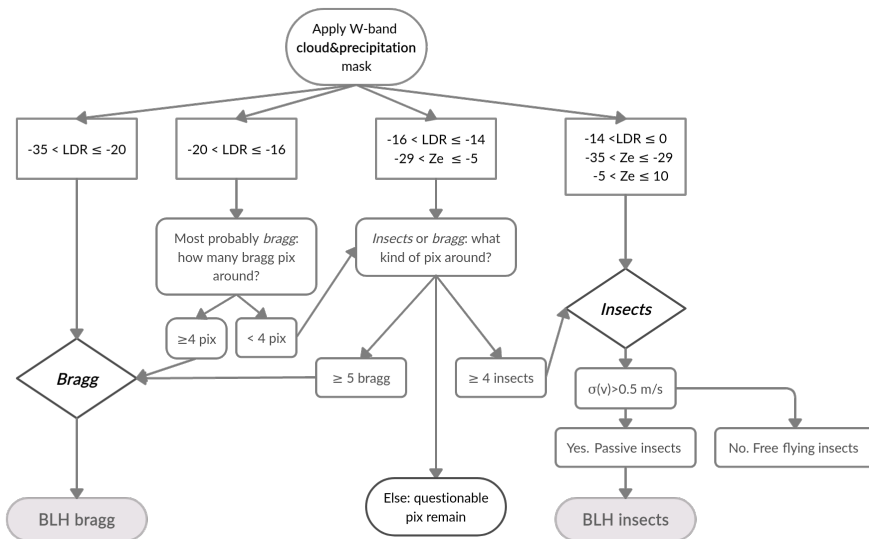 Apply W-band
cloud&precipitation
mask
-35 < LDR ≤ -20
-20 < LDR ≤ -16
-16 < LDR ≤ -14
-29 < Ze ≤ -5
-14 <LDR ≤ 0
-35 < Ze ≤ -29
-5 < Ze ≤ 10
Most probably bragg:
how many bragg pix
around?
Insects or bragg: what
kind of pix around?
≥4 pix
< 4 pix
Insects
Bragg
≥ 5 bragg
≥ 4 insects
σ(v)>0.5 m/s
Yes. Passive insects
No. Free flying insects
BLH bragg
Else: questionable
pix remain
BLH insects